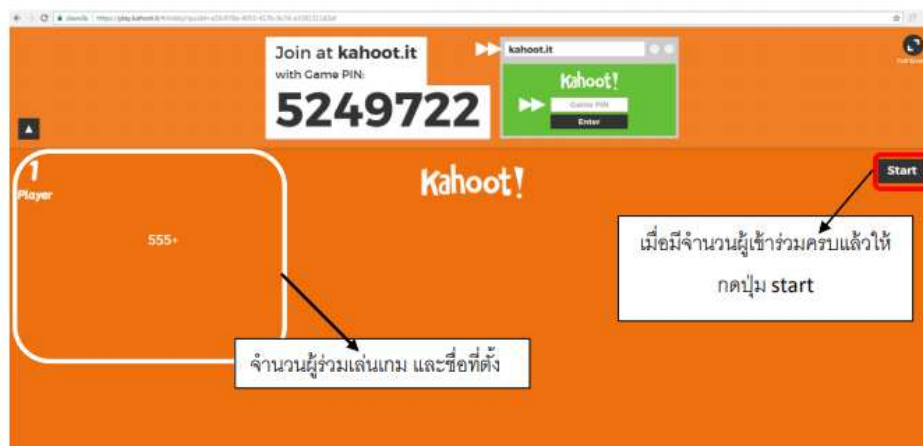 Join at kahoot.it
with Game PIN:
5249722
kahoot.it
Kahoot!
Game PIN
Enter
1
Player
Kahoot!
Start
555+
เมื่อมีจำนวนผู้เข้าร่วมครบแล้วให้
กดปุ่ม start
จำนวนผู้ร่วมเล่นเกม และชื่อที่ตั้ง